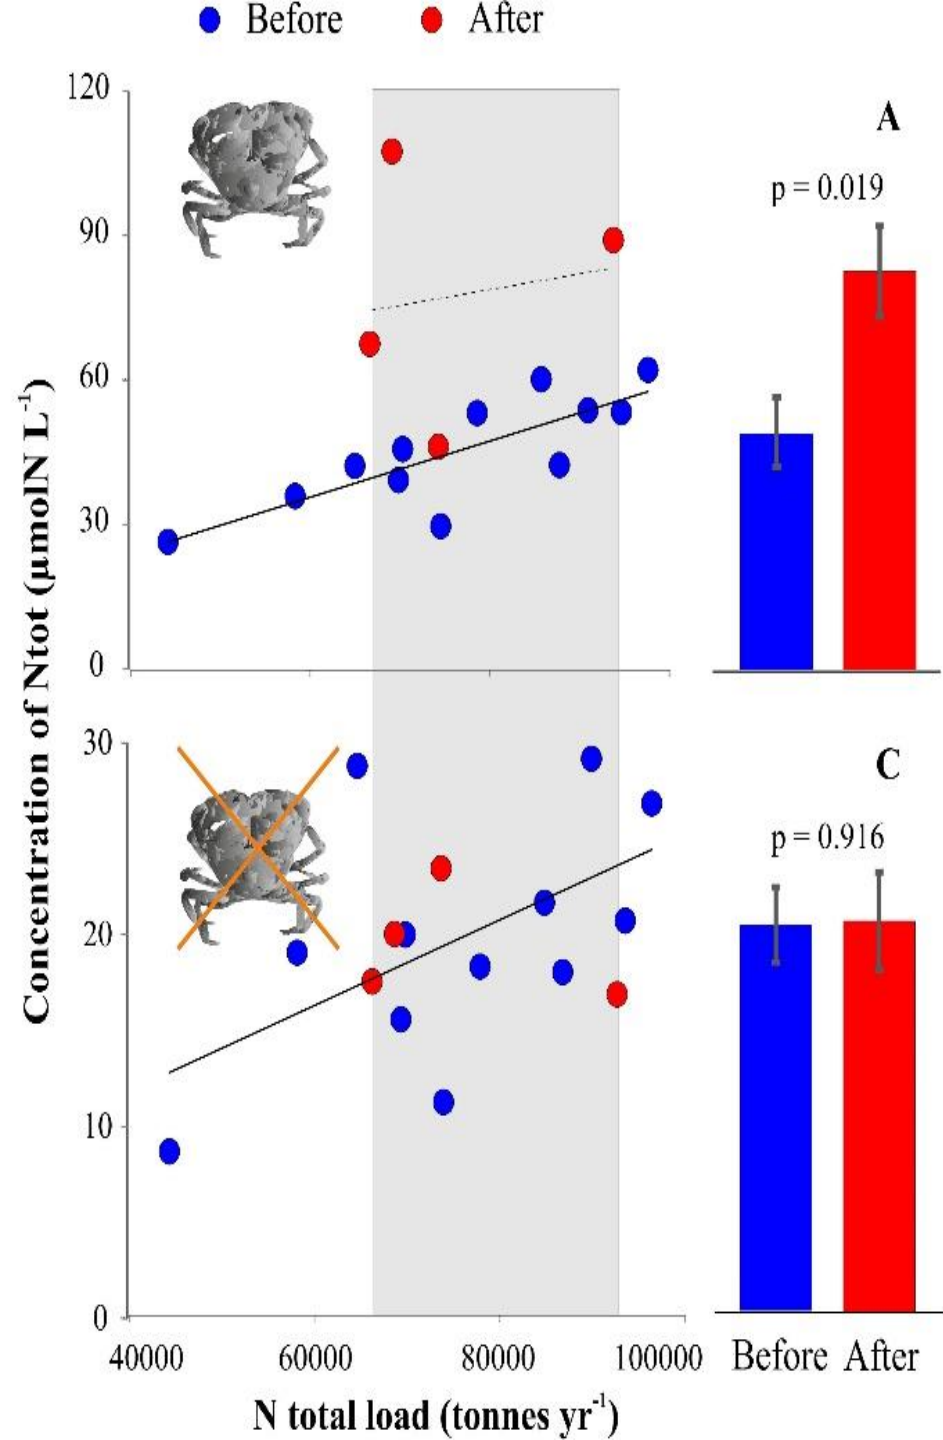 Before After
120
A
p = 0.019
90
60
30
0
Concentration of Ntot (µmolN L⁻¹)
30
C
p = 0.916
20
10
0
40000 60000 80000 100000 Before After
N total load (tonnes yr⁻¹)